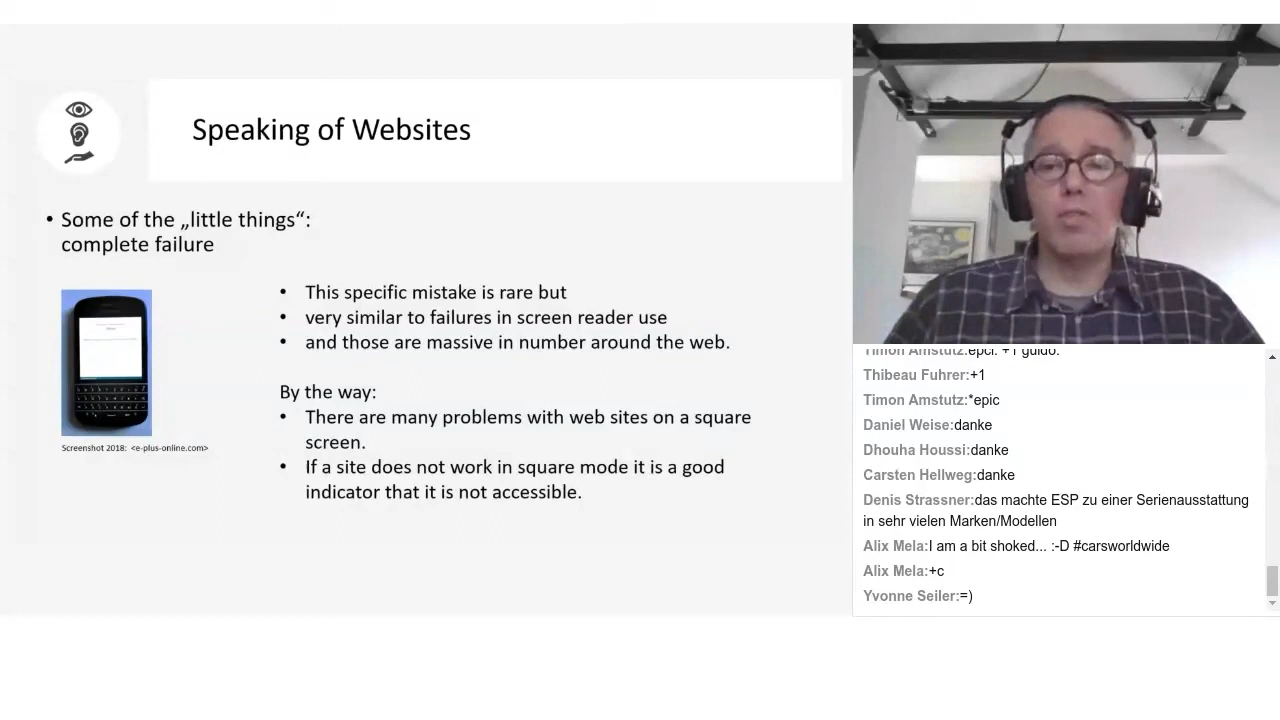 Speaking of Websites
• Some of the „little things“:
complete failure
• This specific mistake is rare but
• very similar to failures in screen reader use
• and those are massive in number around the web.
By the way:
• There are many problems with web sites on a square
screen.
• If a site does not work in square mode it is a good
indicator that it is not accessible.
Screenshot 2018: <e-plus-online.com>
Timon Amstutz:epci. +1 guido.
Thibeau Fuhrer:+1
Timon Amstutz:*epic
Daniel Weise:danke
Dhouha Houssi:danke
Carsten Hellweg:danke
Denis Strassner:das machte ESP zu einer Serienausstattung
in sehr vielen Marken/Modellen
Alix Mela:I am a bit shoked... :-D #carsworldwide
Alix Mela:+c
Yvonne Seiler:=)